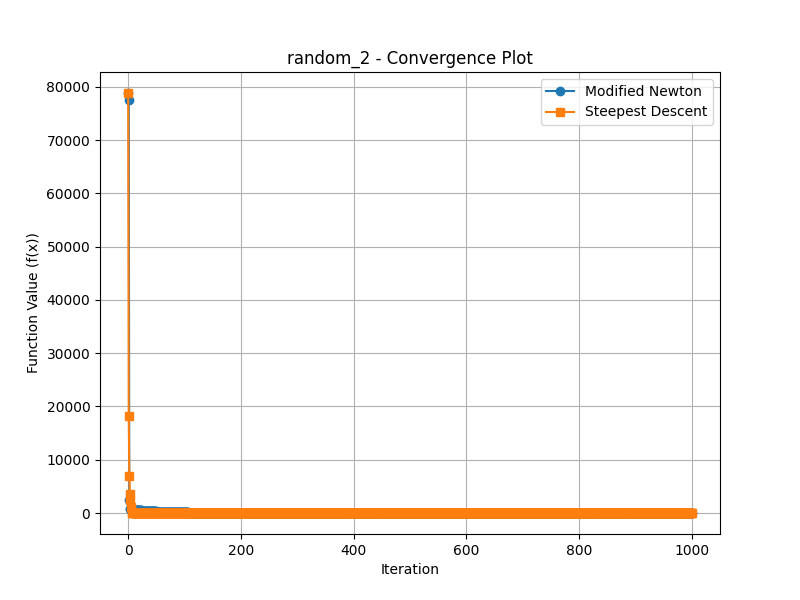 random_2 - Convergence Plot
Modified Newton
Steepest Descent
80000
70000
60000
50000
40000
30000
20000
10000
0
Function Value (f(x))
0 200 400 600 800 1000
Iteration